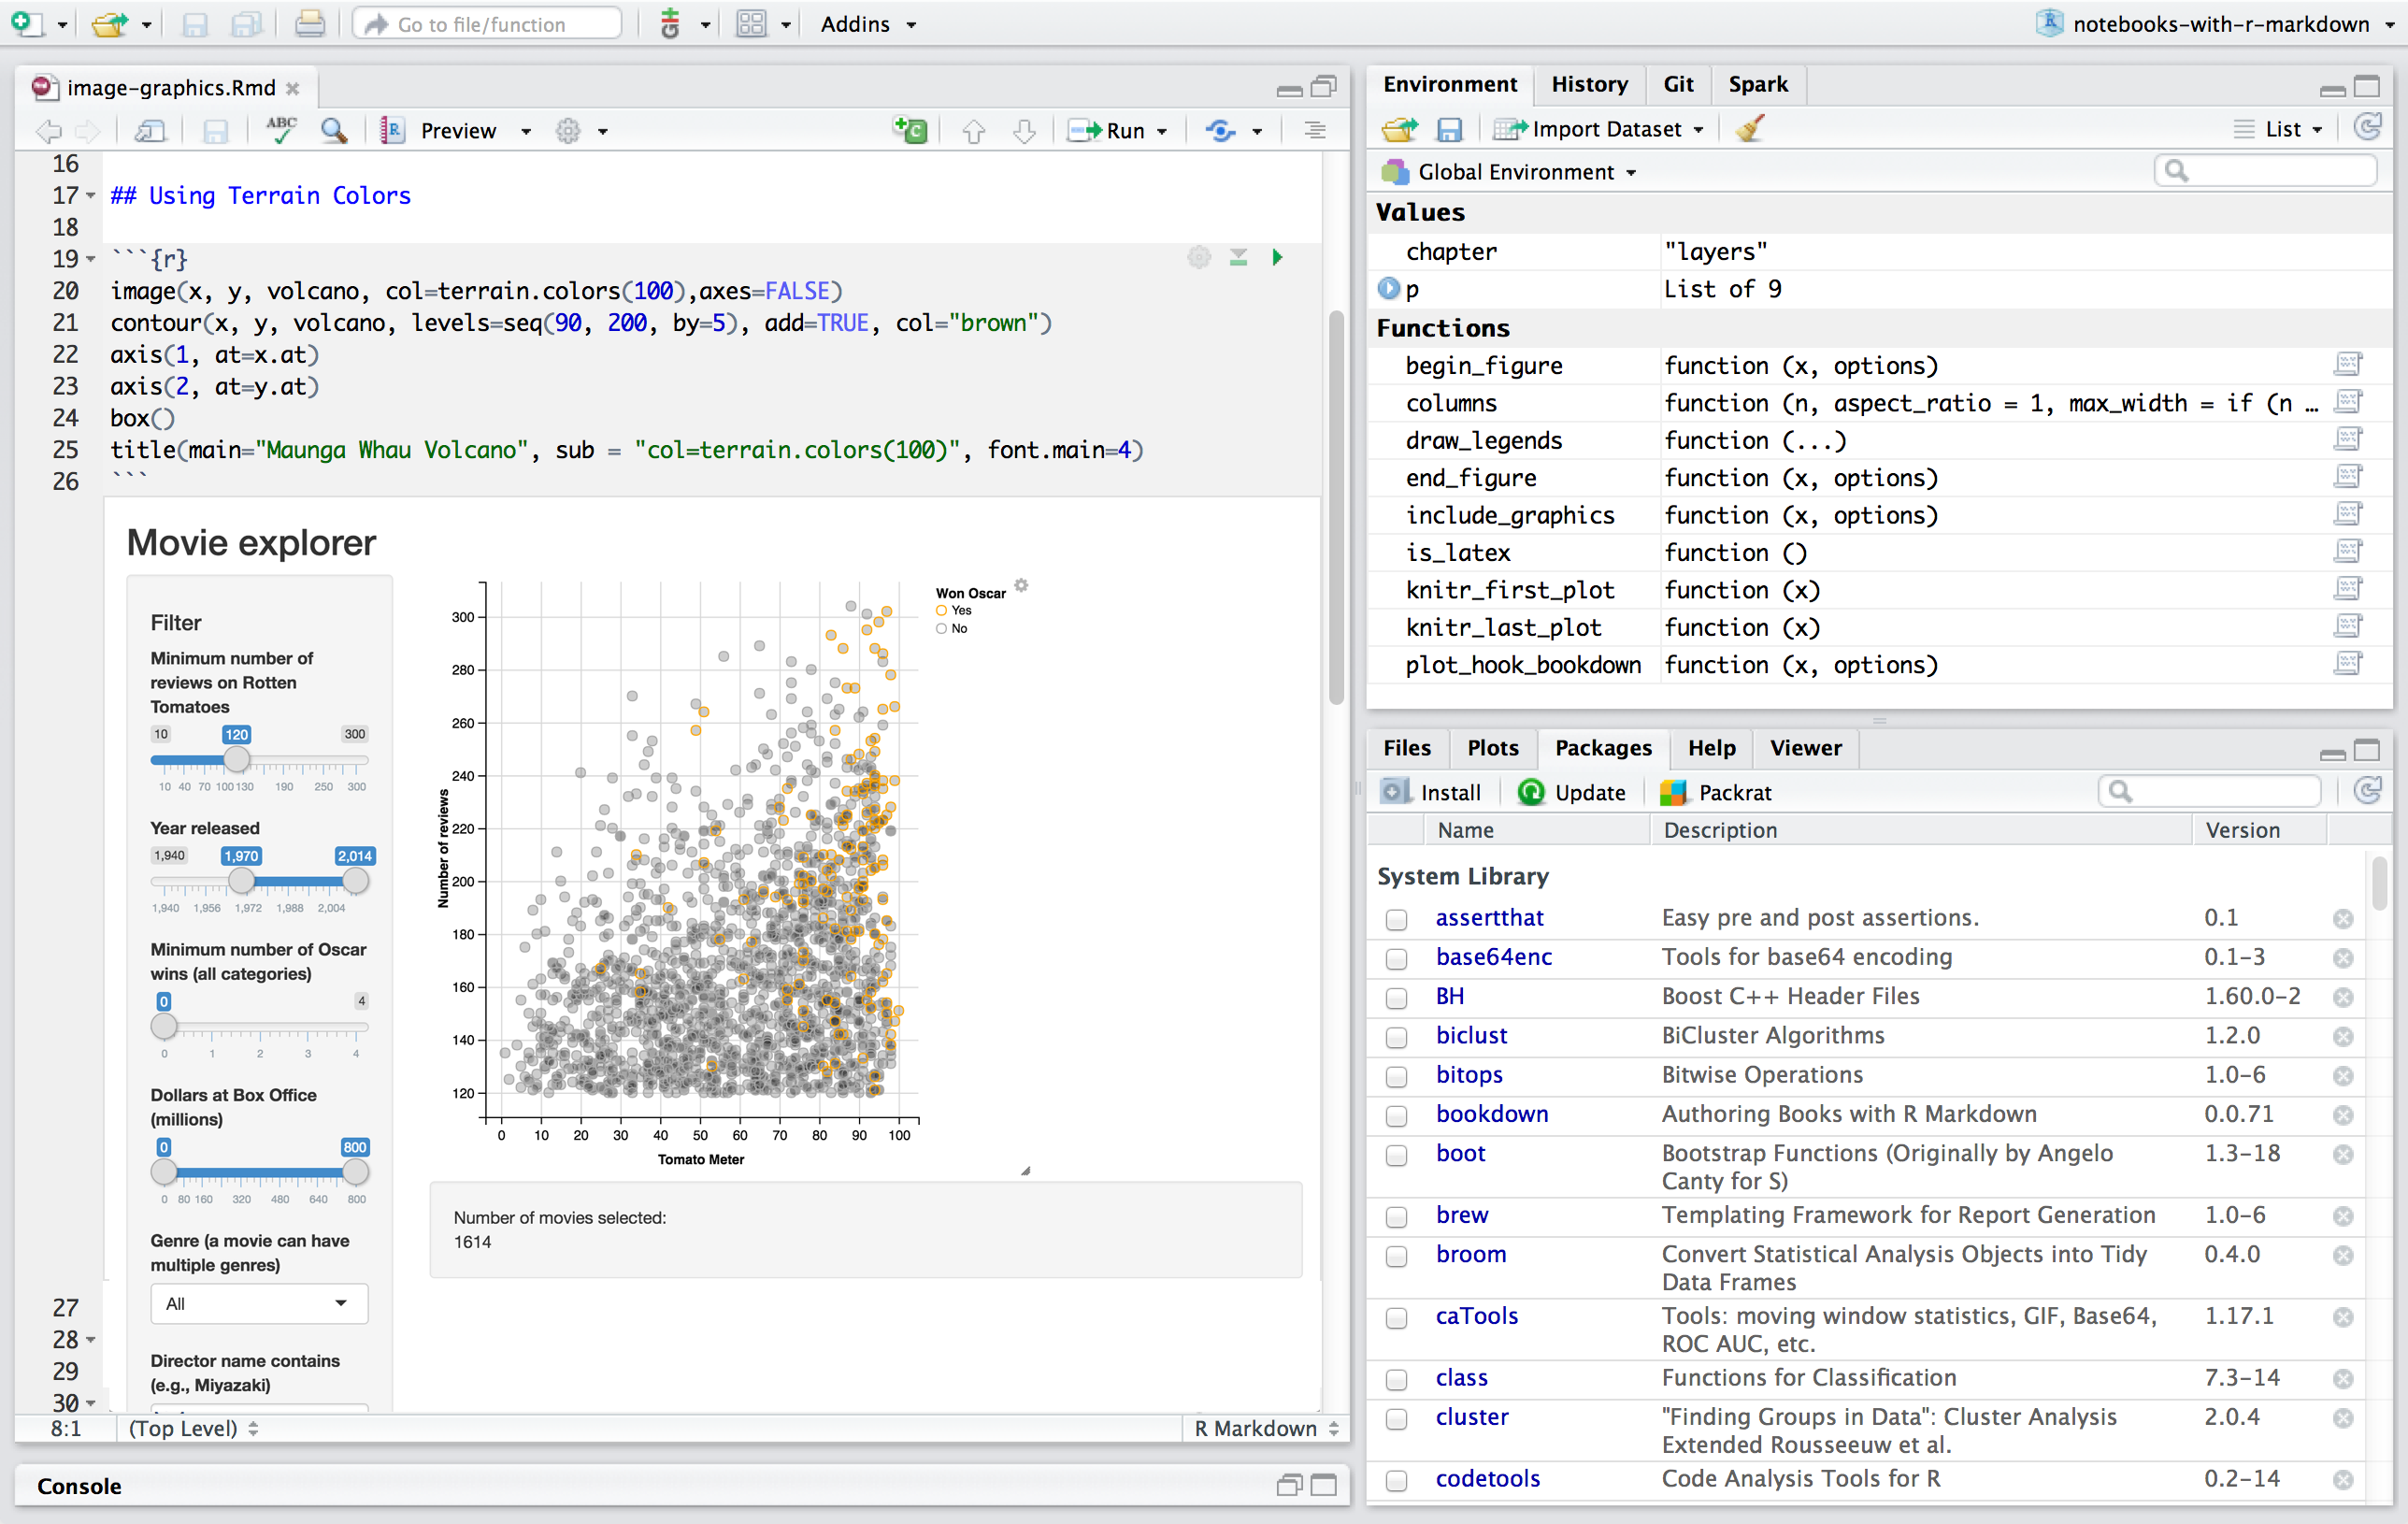 Go to file/function
Addins
notebooks-with-r-markdown
image-graphics.Rmd
ABC
Preview
Run
16
17 ## Using Terrain Colors
18
19 ```{r}
20 image(x, y, volcano, col=terrain.colors(100),axes=FALSE)
21 contour(x, y, volcano, levels=seq(90, 200, by=5), add=TRUE, col="brown")
22 axis(1, at=x.at)
23 axis(2, at=y.at)
24 box()
25 title(main="Maunga Whau Volcano", sub = "col=terrain.colors(100)", font.main=4)
26 ```
Movie explorer
Filter
Minimum number of
reviews on Rotten
Tomatoes
10 120 300
10 40 70 100 130 190 250 300
Year released
1,940 1,970 2,014
1,940 1,956 1,972 1,988 2,004
Minimum number of Oscar
wins (all categories)
0 4
0 1 2 3 4
Dollars at Box Office
(millions)
0 800
0 80 160 320 480 640 800
Genre (a movie can have
multiple genres)
All
Director name contains
(e.g., Miyazaki)
Number of reviews
300
280
260
240
220
200
180
160
140
120
0 10 20 30 40 50 60 70 80 90 100
Tomato Meter
Won Oscar
Yes
No
Number of movies selected:
1614
27
28
29
30
8:1 (Top Level) R Markdown
Console
Environment History Git Spark
Import Dataset List
Global Environment
Values
chapter "layers"
p List of 9
Functions
begin_figure function (x, options)
columns function (n, aspect_ratio = 1, max_width = if (n …
draw_legends function (...)
end_figure function (x, options)
include_graphics function (x, options)
is_latex function ()
knitr_first_plot function (x)
knitr_last_plot function (x)
plot_hook_bookdown function (x, options)
Files Plots Packages Help Viewer
Install Update Packrat
Name Description Version
System Library
assertthat Easy pre and post assertions. 0.1
base64enc Tools for base64 encoding 0.1-3
BH Boost C++ Header Files 1.60.0-2
biclust BiCluster Algorithms 1.2.0
bitops Bitwise Operations 1.0-6
bookdown Authoring Books with R Markdown 0.0.71
boot Bootstrap Functions (Originally by Angelo 1.3-18
Canty for S)
brew Templating Framework for Report Generation 1.0-6
broom Convert Statistical Analysis Objects into Tidy 0.4.0
Data Frames
caTools Tools: moving window statistics, GIF, Base64, 1.17.1
ROC AUC, etc.
class Functions for Classification 7.3-14
cluster "Finding Groups in Data": Cluster Analysis 2.0.4
Extended Rousseeuw et al.
codetools Code Analysis Tools for R 0.2-14